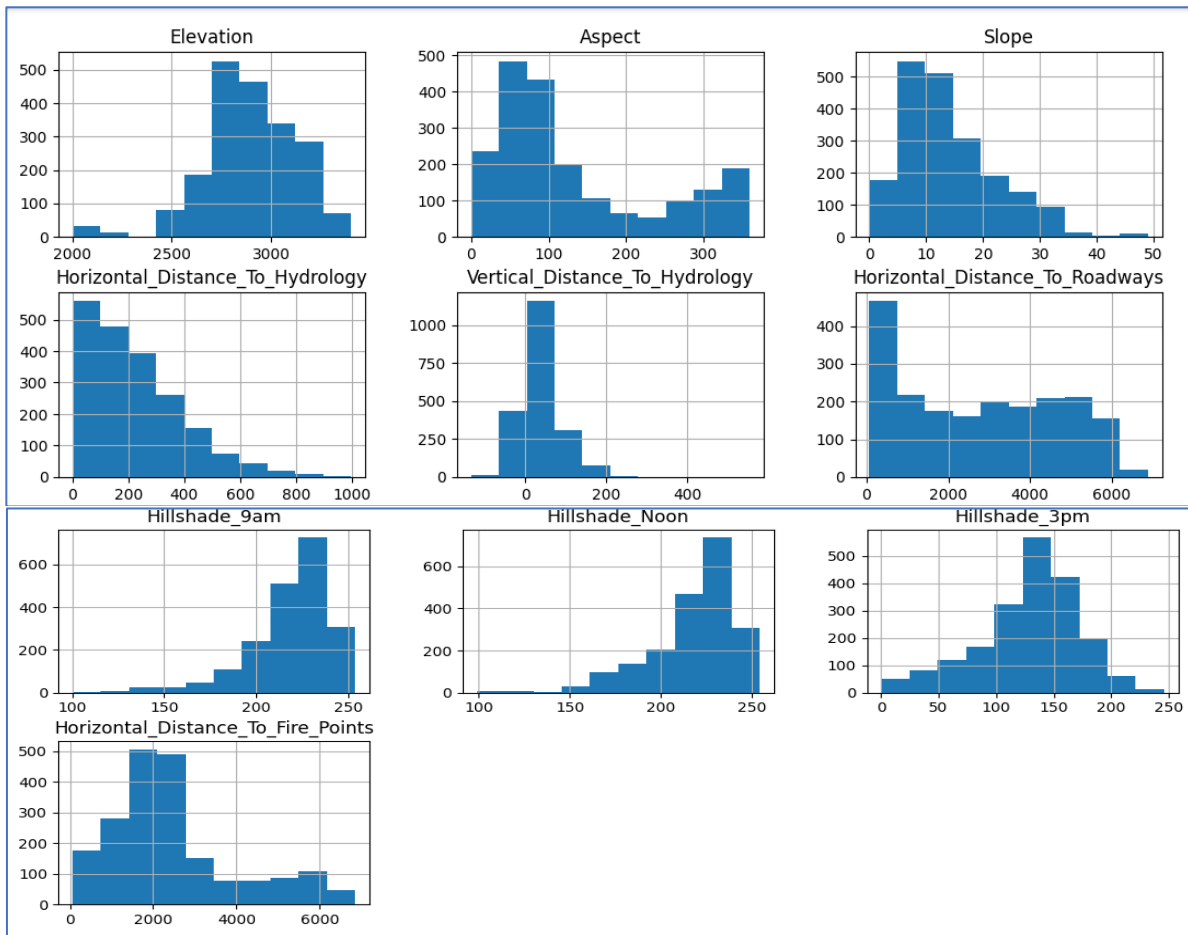 Elevation
500
400
300
200
100
0
2000 2500 3000
Aspect
500
400
300
200
100
0
0 100 200 300
Slope
500
400
300
200
100
0
0 10 20 30 40 50
Horizontal_Distance_To_Hydrology
500
400
300
200
100
0
0 200 400 600 800 1000
Vertical_Distance_To_Hydrology
1000
750
500
250
0
0 200 400
Horizontal_Distance_To_Roadways
400
300
200
100
0
0 2000 4000 6000
Hillshade_9am
600
400
200
0
100 150 200 250
Hillshade_Noon
600
400
200
0
100 150 200 250
Hillshade_3pm
500
400
300
200
100
0
0 50 100 150 200 250
Horizontal_Distance_To_Fire_Points
500
400
300
200
100
0
0 2000 4000 6000